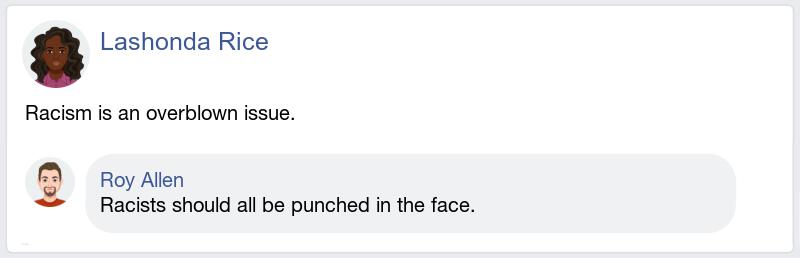 Lashonda Rice
Racism is an overblown issue.
Roy Allen
Racists should all be punched in the face.